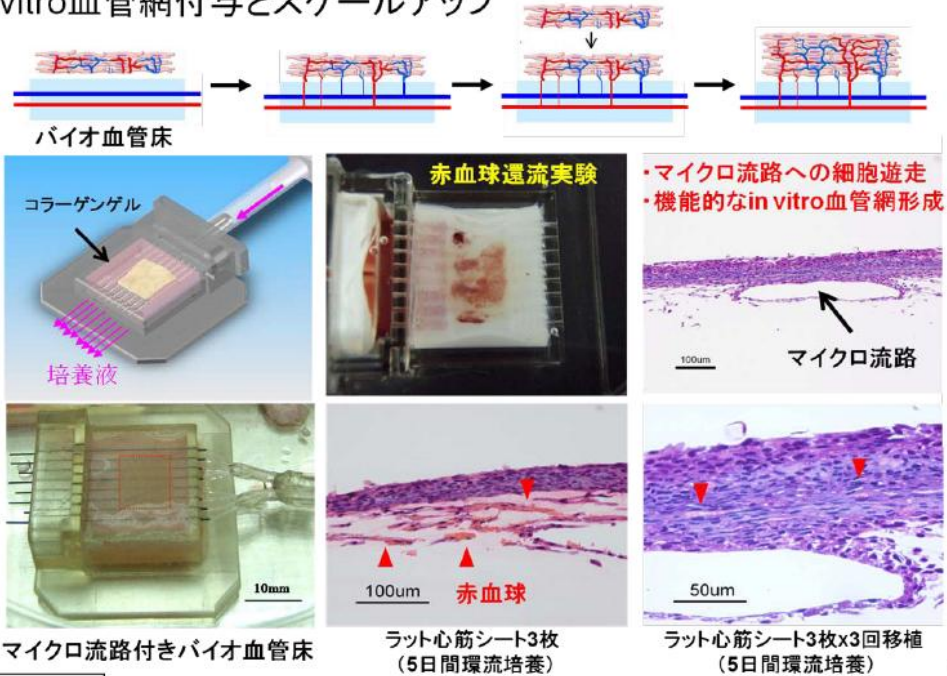 vitro血管網付与とスケールアップ
バイオ血管床
コラーゲンゲル
培養液
赤血球還流実験
・マイクロ流路への細胞遊走
・機能的なin vitro血管網形成
100um
マイクロ流路
10mm
マイクロ流路付きバイオ血管床
100um
赤血球
ラット心筋シート3枚
（5日間環流培養）
50um
ラット心筋シート3枚x3回移植
（5日間環流培養）